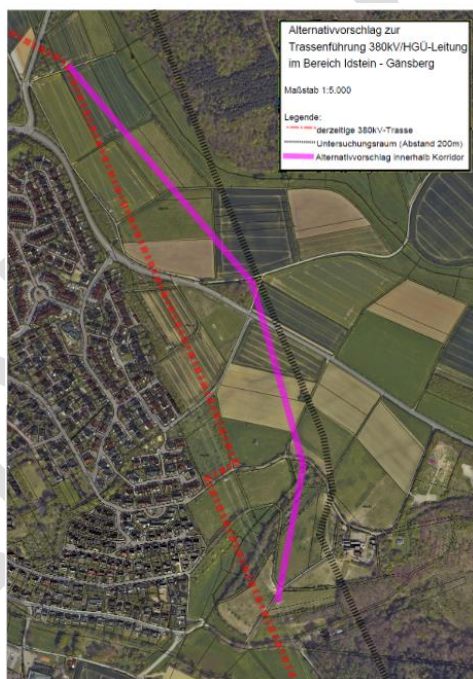 Alternativvorschlag zur
Trassenführung 380kV/HGÜ-Leitung
im Bereich Idstein - Gänsberg
Maßstab 1:5.000
Legende:
derzeitige 380kV-Trasse
Untersuchungsraum (Abstand 200m)
Alternativvorschlag innerhalb Korridor